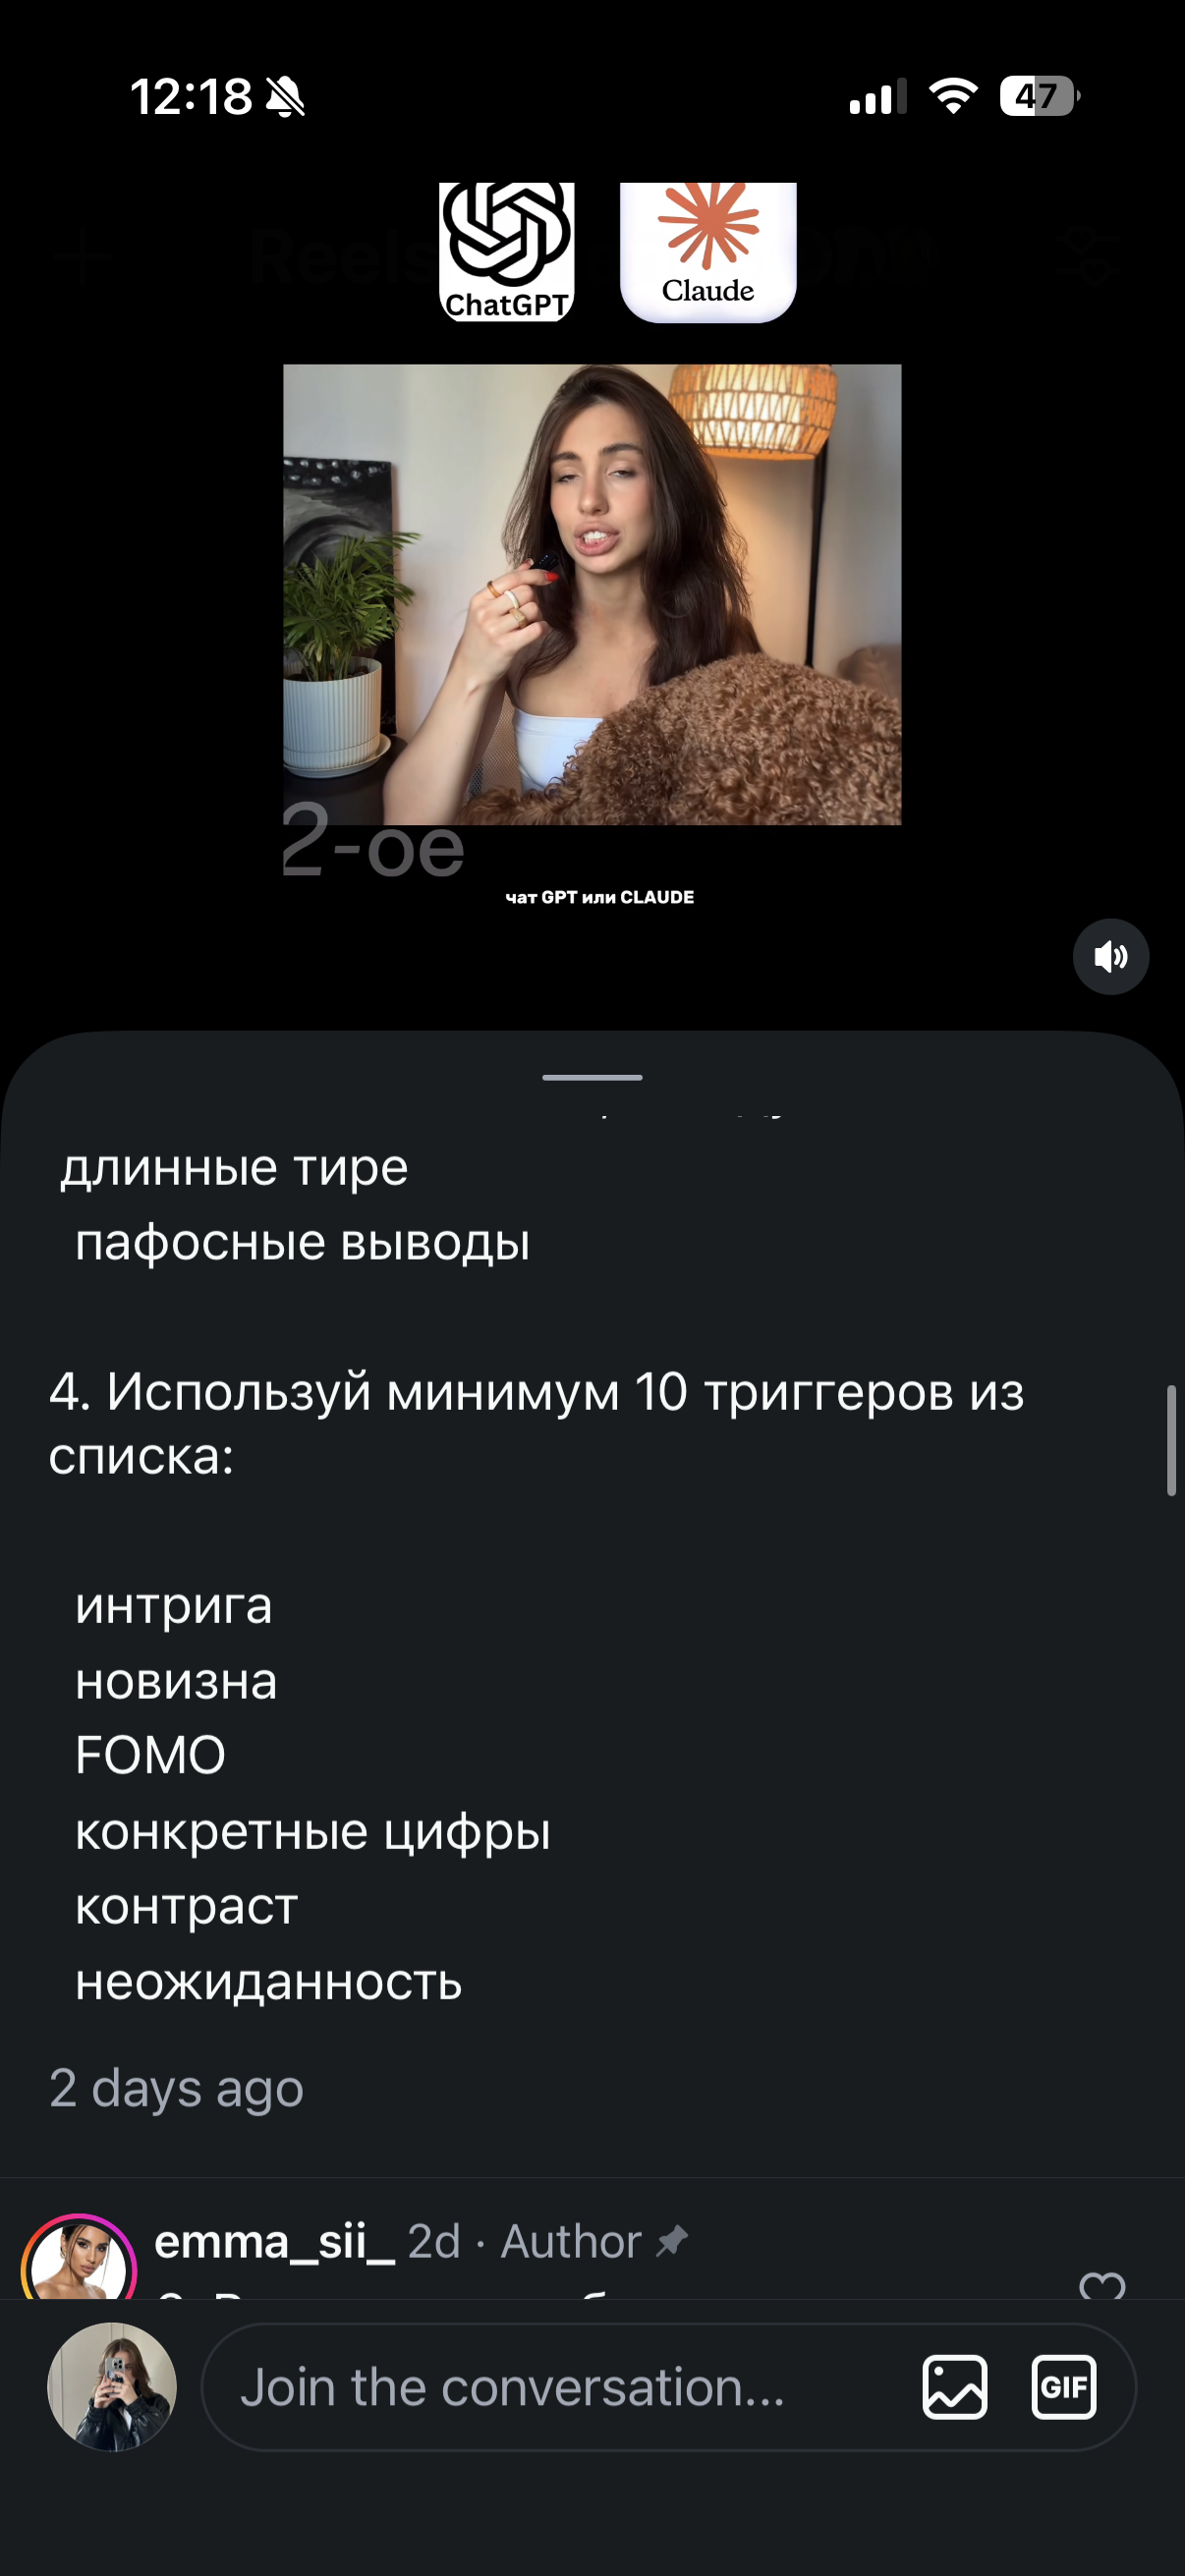 12:18
47
Reels
ChatGPT
Claude
2-ое
чат GPT или CLAUDE
длинные тире
пафосные выводы
4. Используй минимум 10 триггеров из
списка:
интрига
новизна
FOMO
конкретные цифры
контраст
неожиданность
2 days ago
emma_sii_ 2d · Author
Join the conversation...
GIF